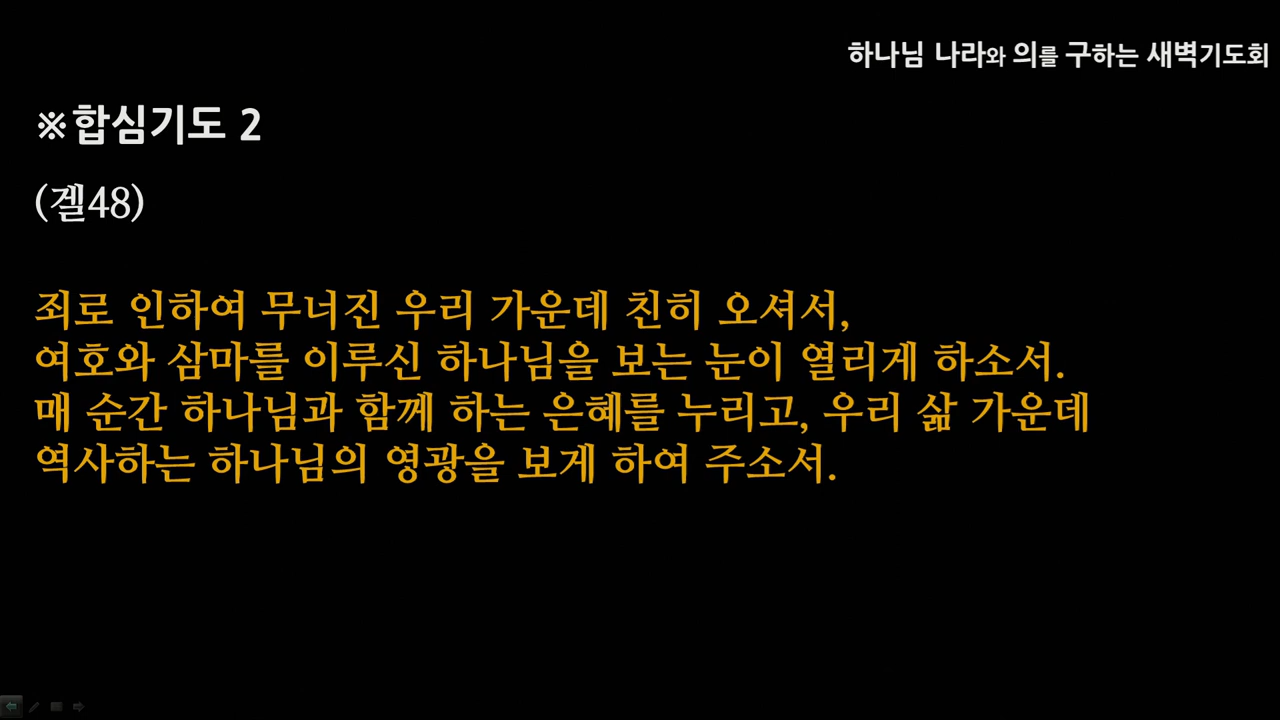 하나님 나라와 의를 구하는 새벽기도회
※합심기도 2
(겔48)
죄로 인하여 무너진 우리 가운데 친히 오셔서,
여호와 삼마를 이루신 하나님을 보는 눈이 열리게 하소서.
매 순간 하나님과 함께 하는 은혜를 누리고, 우리 삶 가운데
역사하는 하나님의 영광을 보게 하여 주소서.